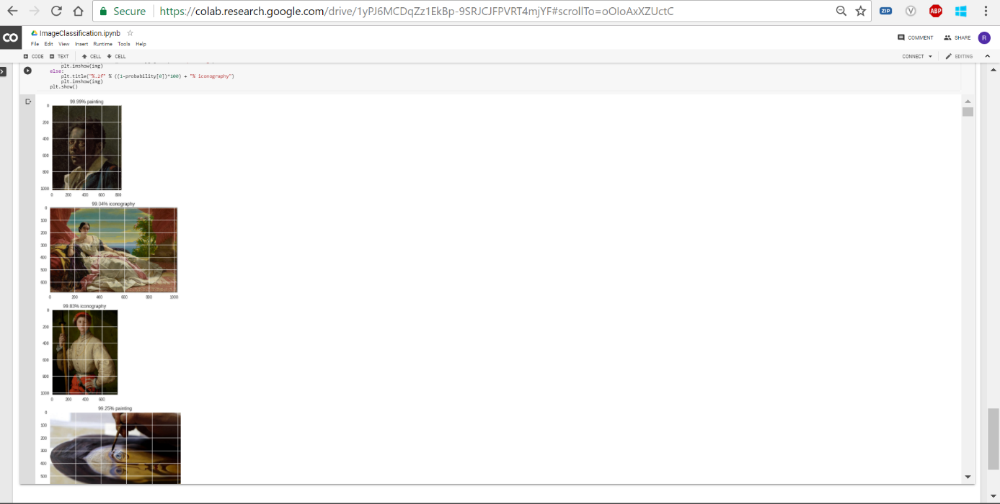 Secure https://colab.research.google.com/drive/1yPJ6MCDqZz1EkBp-9SRJCJFPVRT4mjYF#scrollTo=oOIoAxXZUctC ZIP V ABP
CO ImageClassification.ipynb
File Edit View Insert Runtime Tools Help
COMMENT SHARE R
CODE TEXT CELL CELL CONNECT EDITING
plt.imshow(img)
else:
plt.title("%.2f" % ((1-probability[0])*100) + "% iconography")
plt.imshow(img)
plt.show()
99.99% painting
0
200
400
600
800
1000
0 200 400 600 800
99.04% iconography
0
100
200
300
400
500
600
0 200 400 600 800 1000
99.83% iconography
0
200
400
600
800
1000
0 200 400 600
99.25% painting
0
100
200
300
400
500